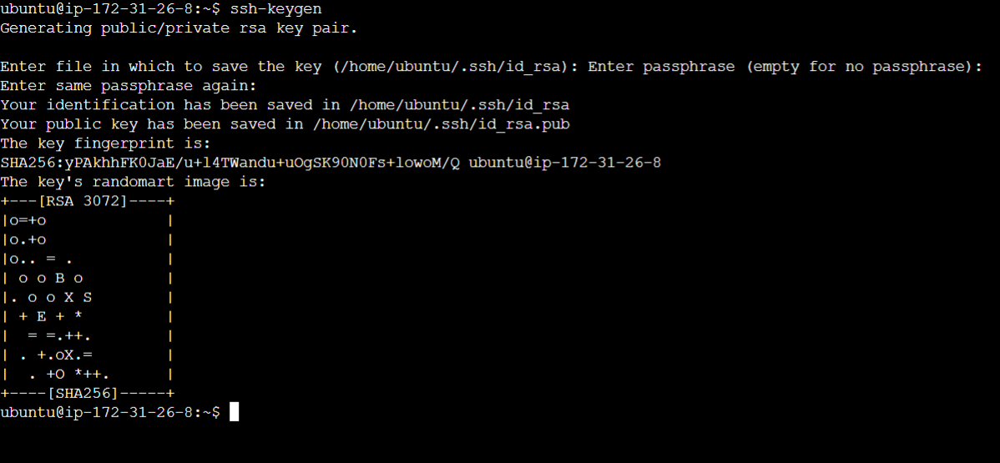 ubuntu@ip-172-31-26-8:~$ ssh-keygen
Generating public/private rsa key pair.
Enter file in which to save the key (/home/ubuntu/.ssh/id_rsa): Enter passphrase (empty for no passphrase):
Enter same passphrase again:
Your identification has been saved in /home/ubuntu/.ssh/id_rsa
Your public key has been saved in /home/ubuntu/.ssh/id_rsa.pub
The key fingerprint is:
SHA256:yPAkhhFK0JaE/u+l4TWandu+uOgSK90N0Fs+lowoM/Q ubuntu@ip-172-31-26-8
The key's randomart image is:
+---[RSA 3072]----+
|o=+o             |
|o.+o             |
|o.. = .          |
| o o B o         |
|. o o X S        |
| + E + *         |
|  = =.++.        |
| . +.oX.=        |
|  . +O *++.      |
+----[SHA256]-----+
ubuntu@ip-172-31-26-8:~$